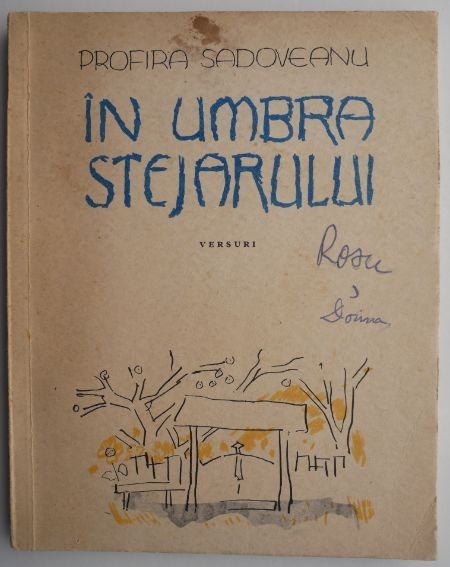 PROFIRA SADOVEANU
ÎN UMBRA
STEJARULUI
VERSURI
Rosu
Doina